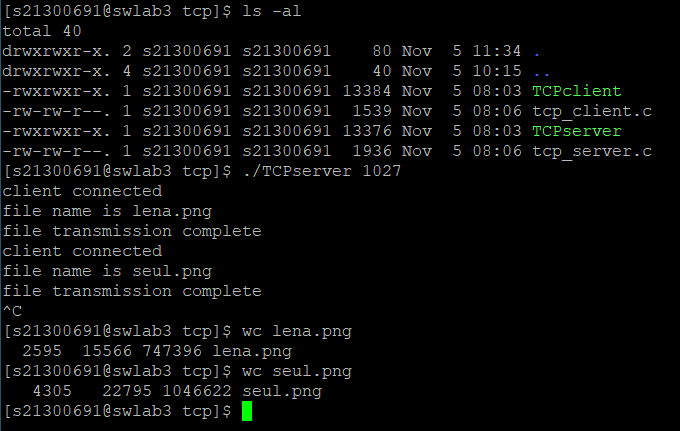 [s21300691@swlab3 tcp]$ ls -al
total 40
drwxrwxr-x. 2 s21300691 s21300691    80 Nov  5 11:34 .
drwxrwxr-x. 4 s21300691 s21300691    40 Nov  5 10:15 ..
-rwxrwxr-x. 1 s21300691 s21300691 13384 Nov  5 08:03 TCPclient
-rw-rw-r--. 1 s21300691 s21300691  1539 Nov  5 08:06 tcp_client.c
-rwxrwxr-x. 1 s21300691 s21300691 13376 Nov  5 08:03 TCPserver
-rw-rw-r--. 1 s21300691 s21300691  1936 Nov  5 08:06 tcp_server.c
[s21300691@swlab3 tcp]$ ./TCPserver 1027
client connected
file name is lena.png
file transmission complete
client connected
file name is seul.png
file transmission complete
^C
[s21300691@swlab3 tcp]$ wc lena.png
  2595  15566 747396 lena.png
[s21300691@swlab3 tcp]$ wc seul.png
   4305   22795 1046622 seul.png
[s21300691@swlab3 tcp]$